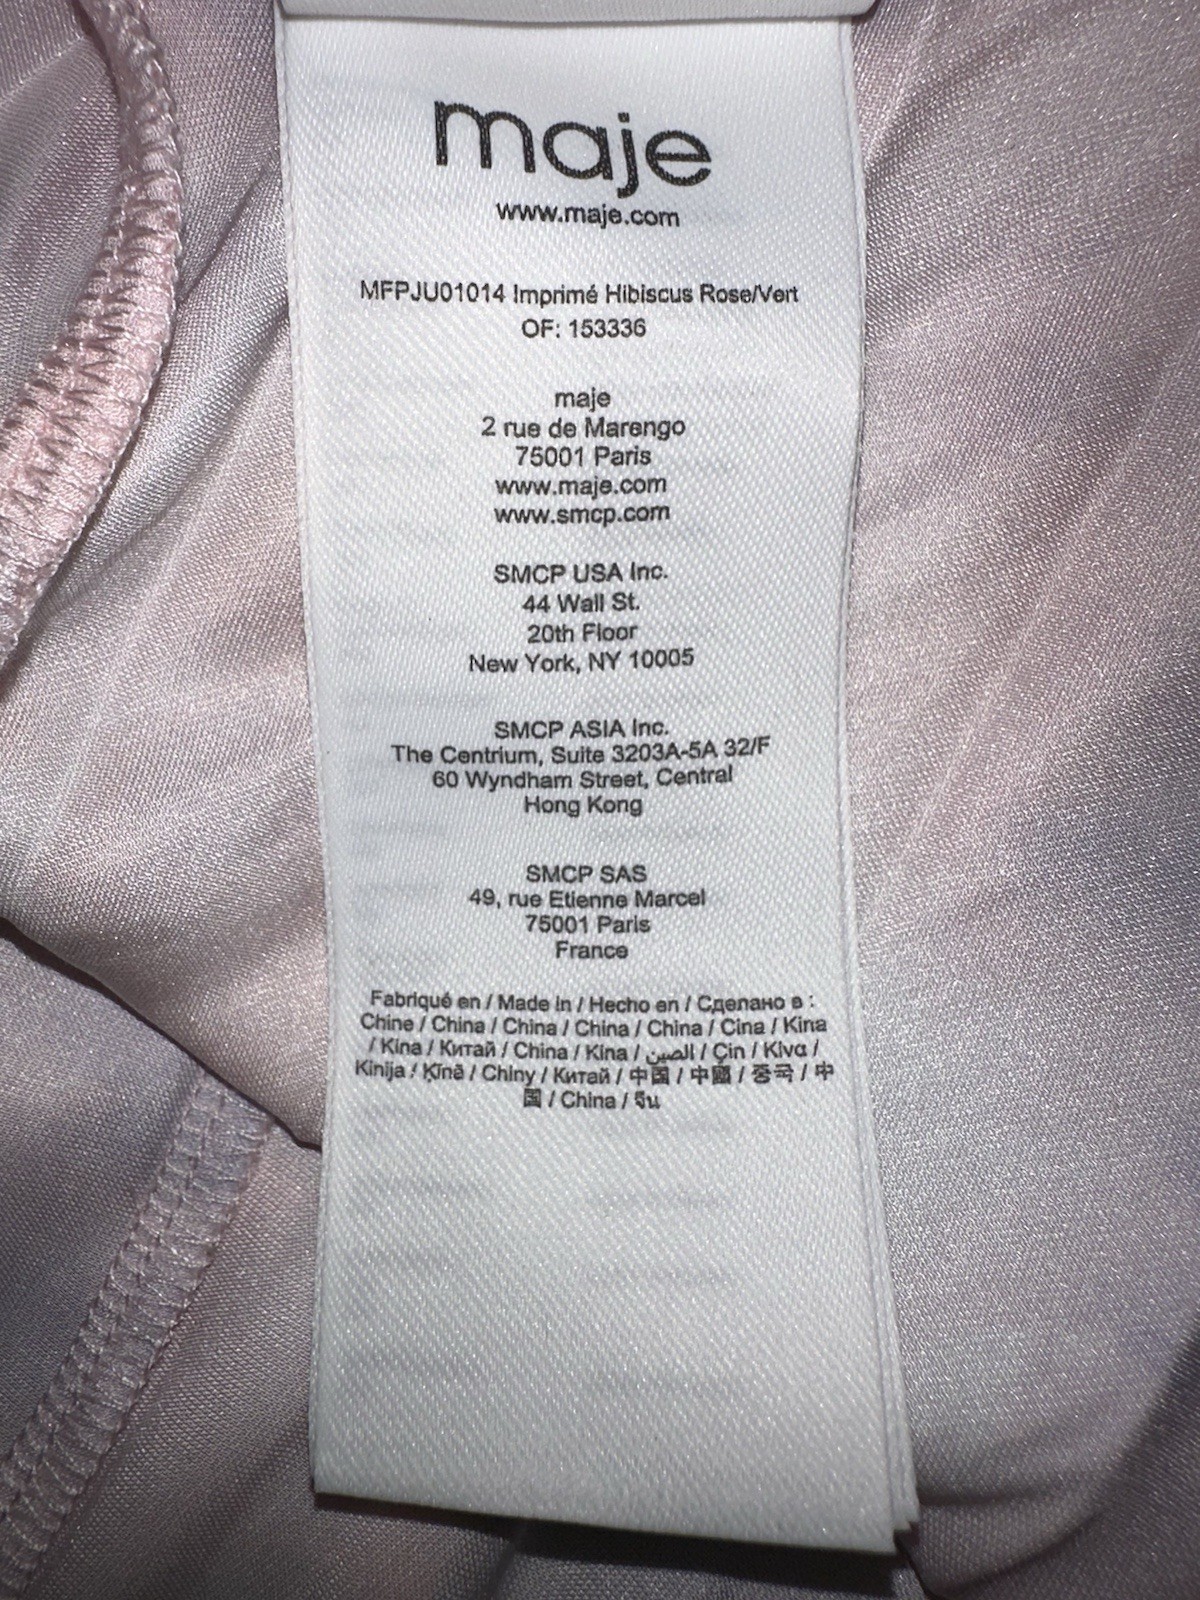 maje
www.maje.com
MFPJU01014 Imprimé Hibiscus Rose/Vert
OF: 153336
maje
2 rue de Marengo
75001 Paris
www.maje.com
www.smcp.com
SMCP USA Inc.
44 Wall St.
20th Floor
New York, NY 10005
SMCP ASIA Inc.
The Centrium, Suite 3203A-5A 32/F
60 Wyndham Street, Central
Hong Kong
SMCP SAS
49, rue Etienne Marcel
75001 Paris
France
Fabriqué en / Made in / Hecho en / Сделано в :
Chine / China / China / China / China / Cina / Kina
/ Kina / Китай / China / Kina / الصين / Çin / Κίνα /
Kinija / Ķīnā / Chiny / Китай / 中国 / 中國 / 중국 / 中
国 / China / จีน